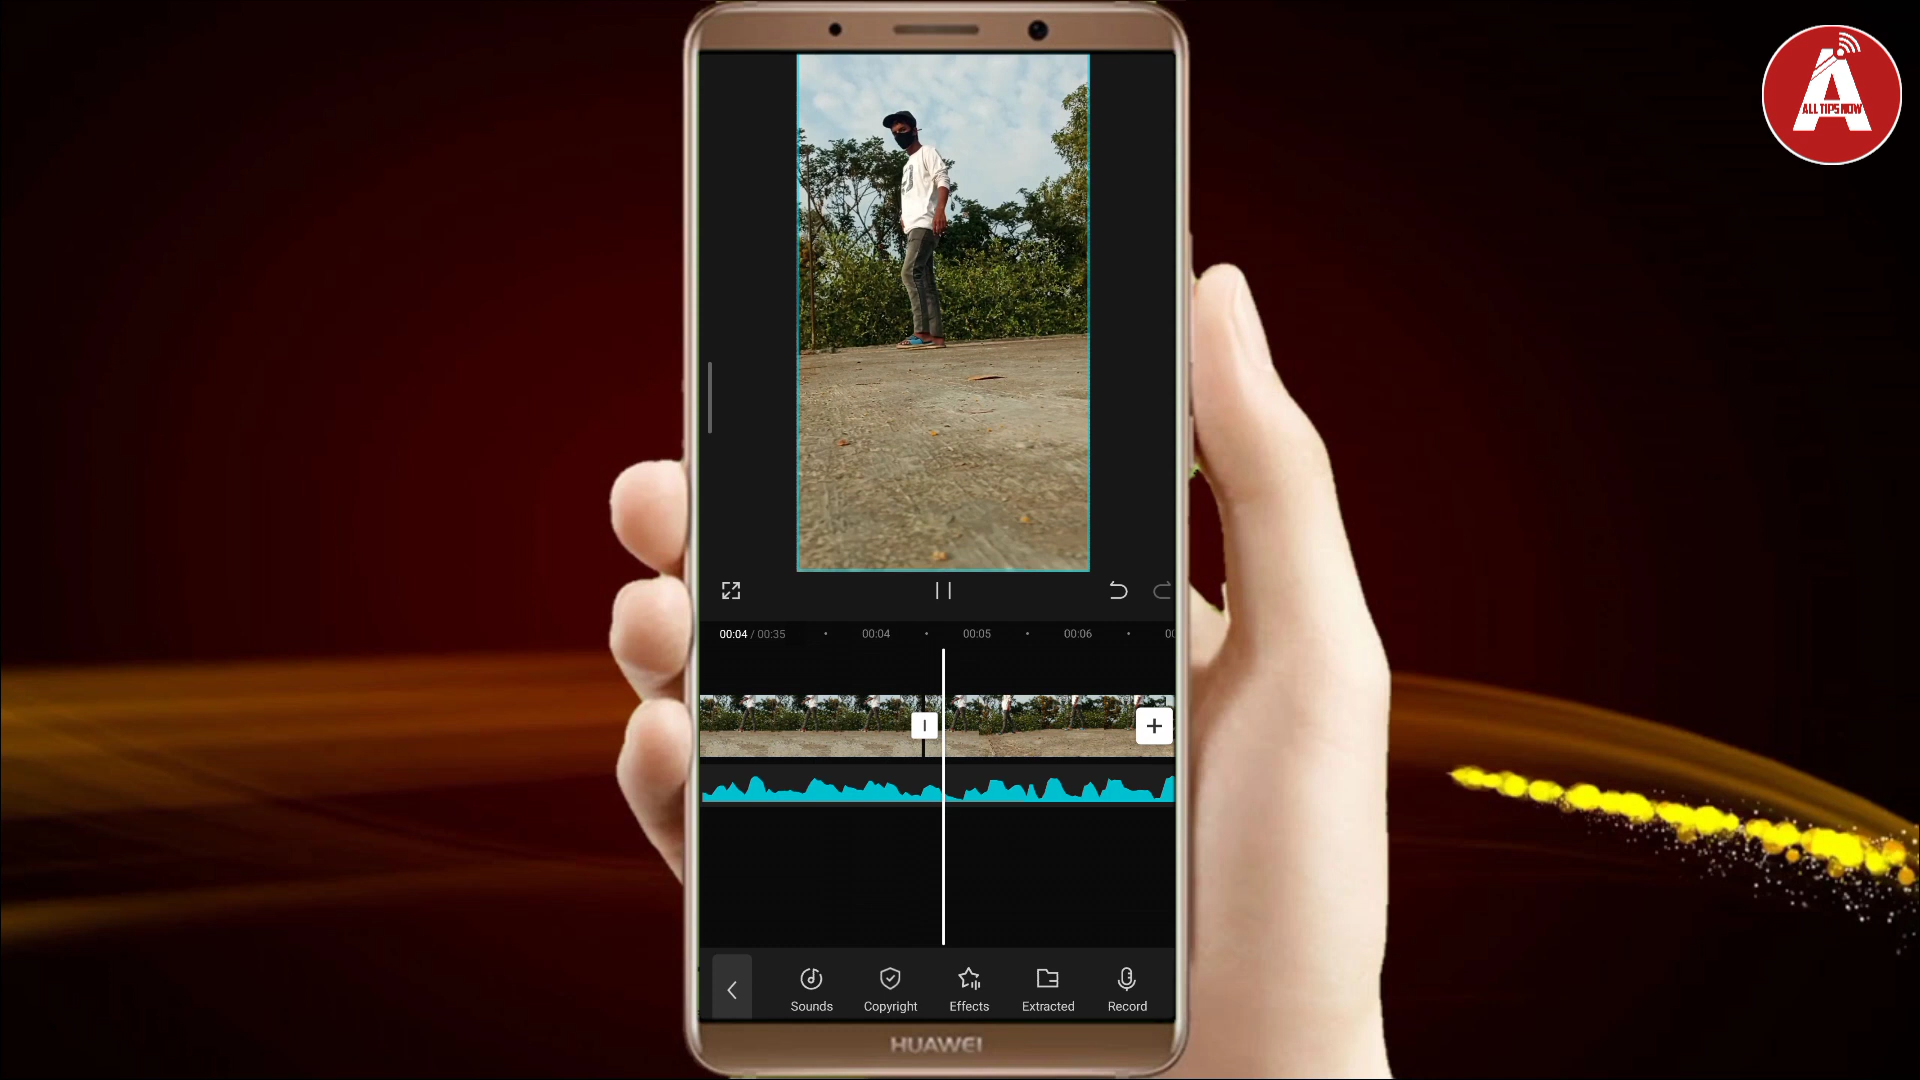 ALL TIPS NOW
00:04 / 00:35
00:04
00:05
00:06
Sounds
Copyright
Effects
Extracted
Record
HUAWEI